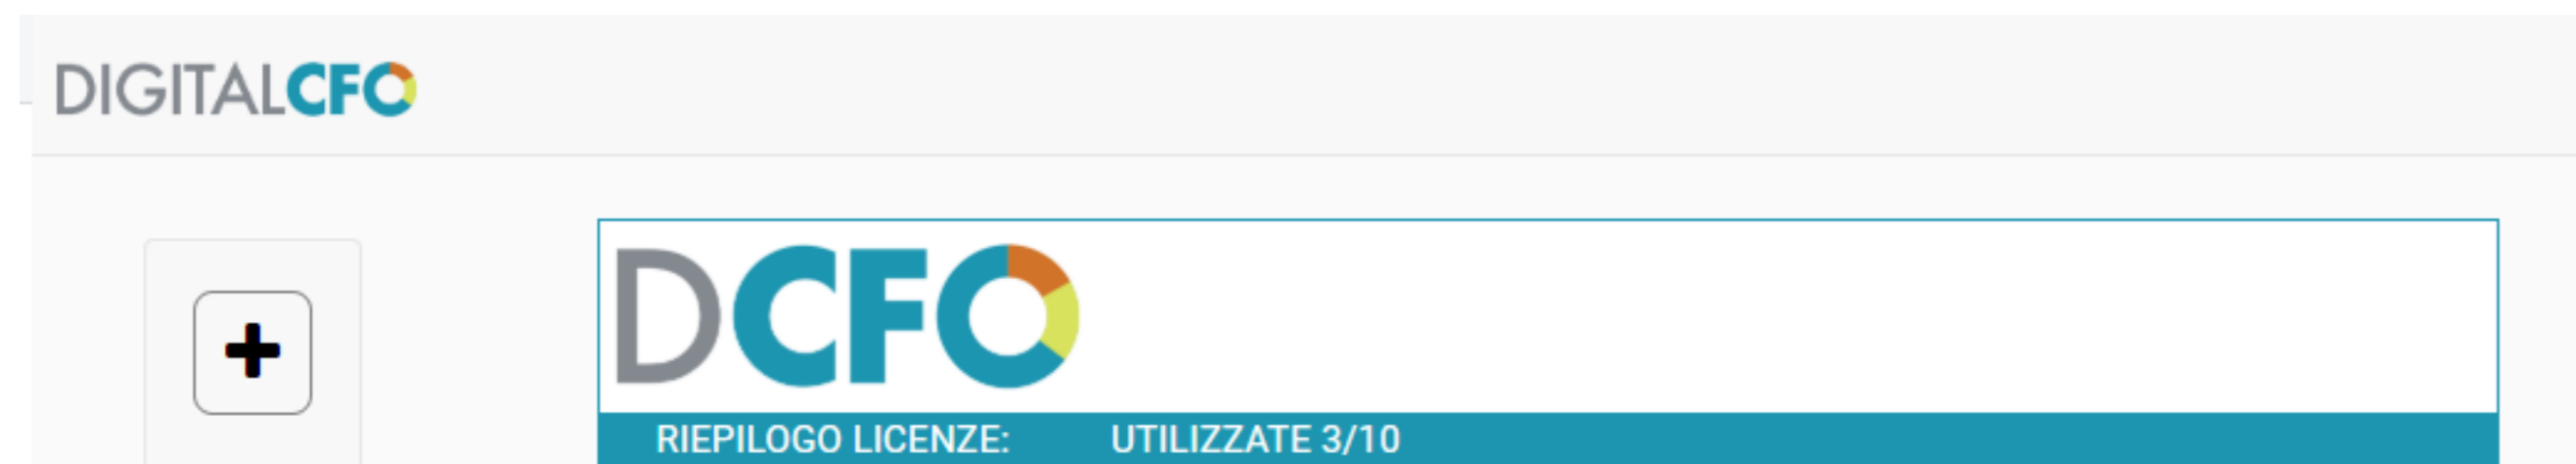 DIGITALCFO
DCFO
RIEPILOGO LICENZE: UTILIZZATE 3/10